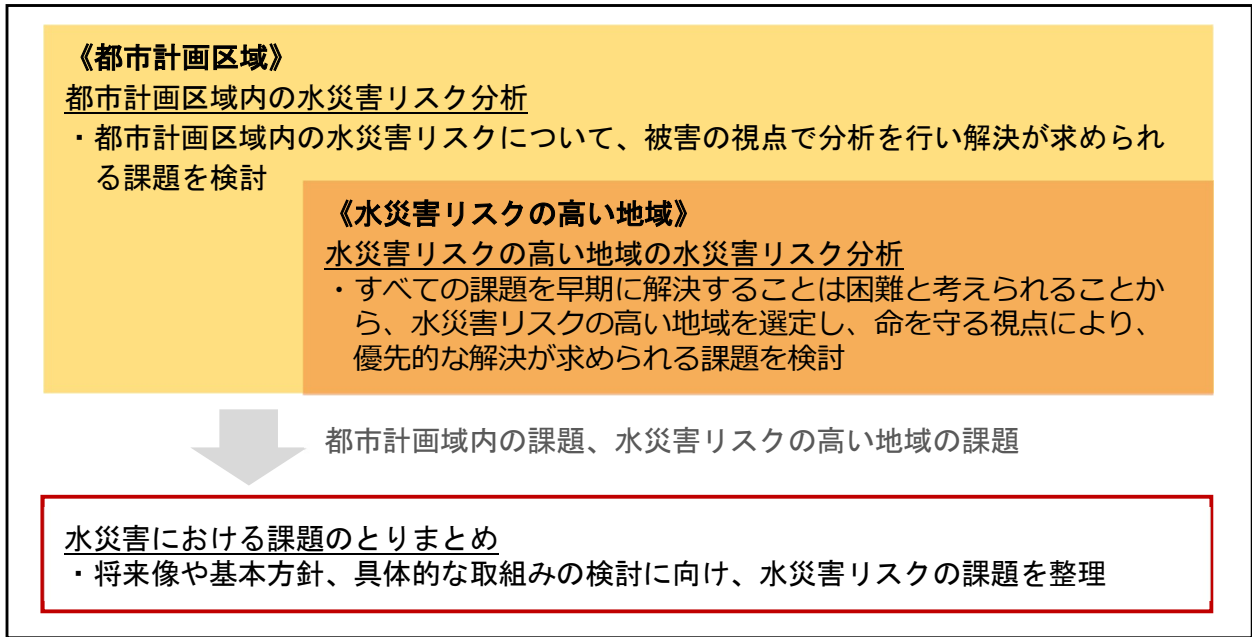 《都市計画区域》
都市計画区域内の水災害リスク分析
・都市計画区域内の水災害リスクについて、被害の視点で分析を行い解決が求められ
る課題を検討
《水災害リスクの高い地域》
水災害リスクの高い地域の水災害リスク分析
・すべての課題を早期に解決することは困難と考えられることか
ら、水災害リスクの高い地域を選定し、命を守る視点により、
優先的な解決が求められる課題を検討
都市計画域内の課題、水災害リスクの高い地域の課題
水災害における課題のとりまとめ
・将来像や基本方針、具体的な取組みの検討に向け、水災害リスクの課題を整理